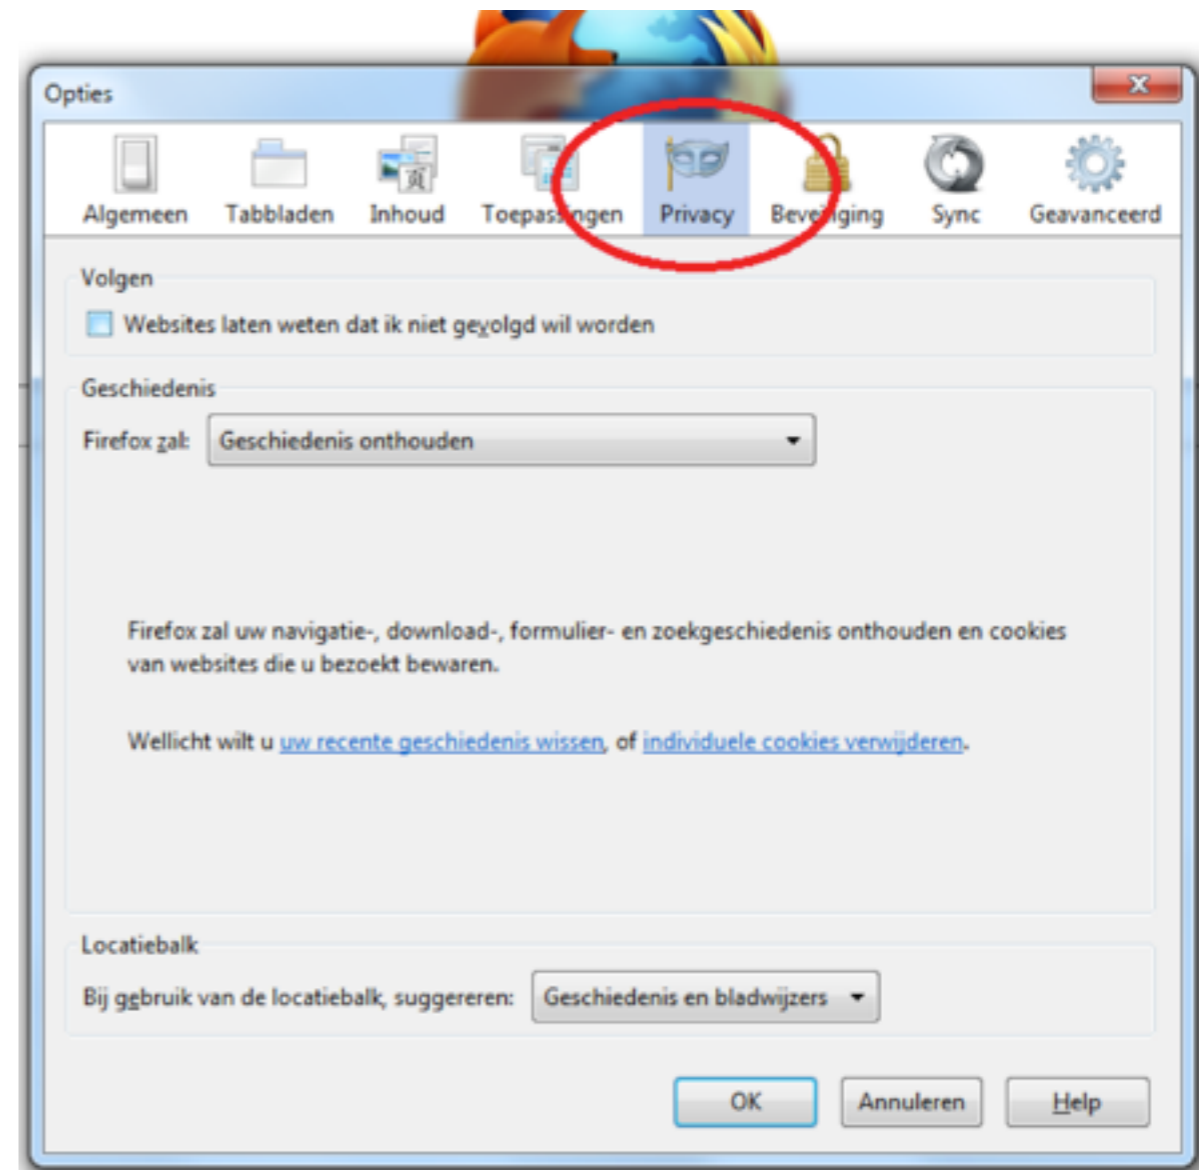 Opties
Algemeen Tabbladen Inhoud Toepassingen Privacy Beveiliging Sync Geavanceerd
Volgen
Websites laten weten dat ik niet gevolgd wil worden
Geschiedenis
Firefox zal: Geschiedenis onthouden
Firefox zal uw navigatie-, download-, formulier- en zoekgeschiedenis onthouden en cookies
van websites die u bezoekt bewaren.
Wellicht wilt u uw recente geschiedenis wissen, of individuele cookies verwijderen.
Locatiebalk
Bij gebruik van de locatiebalk, suggereren: Geschiedenis en bladwijzers
OK Annuleren Help